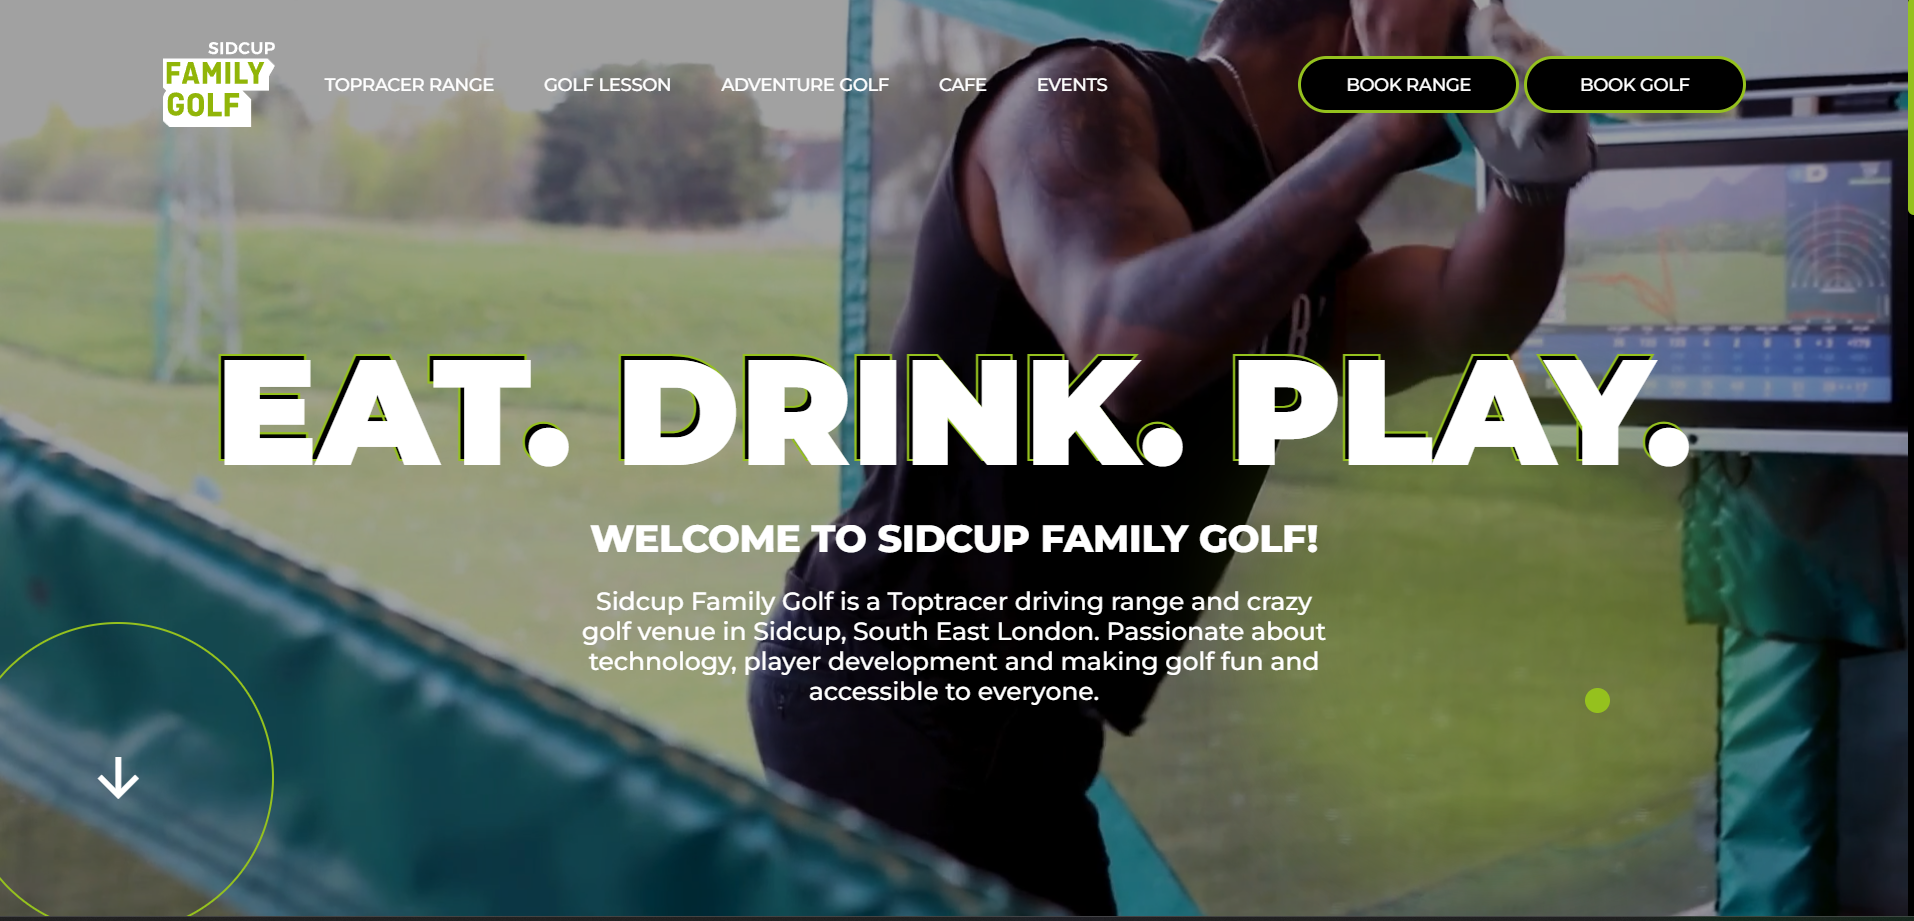 SIDCUP
FAMILY
GOLF
TOPRACER RANGE
GOLF LESSON
ADVENTURE GOLF
CAFE
EVENTS
BOOK RANGE
BOOK GOLF
EAT. DRINK. PLAY.
WELCOME TO SIDCUP FAMILY GOLF!
Sidcup Family Golf is a Toptracer driving range and crazy
golf venue in Sidcup, South East London. Passionate about
technology, player development and making golf fun and
accessible to everyone.